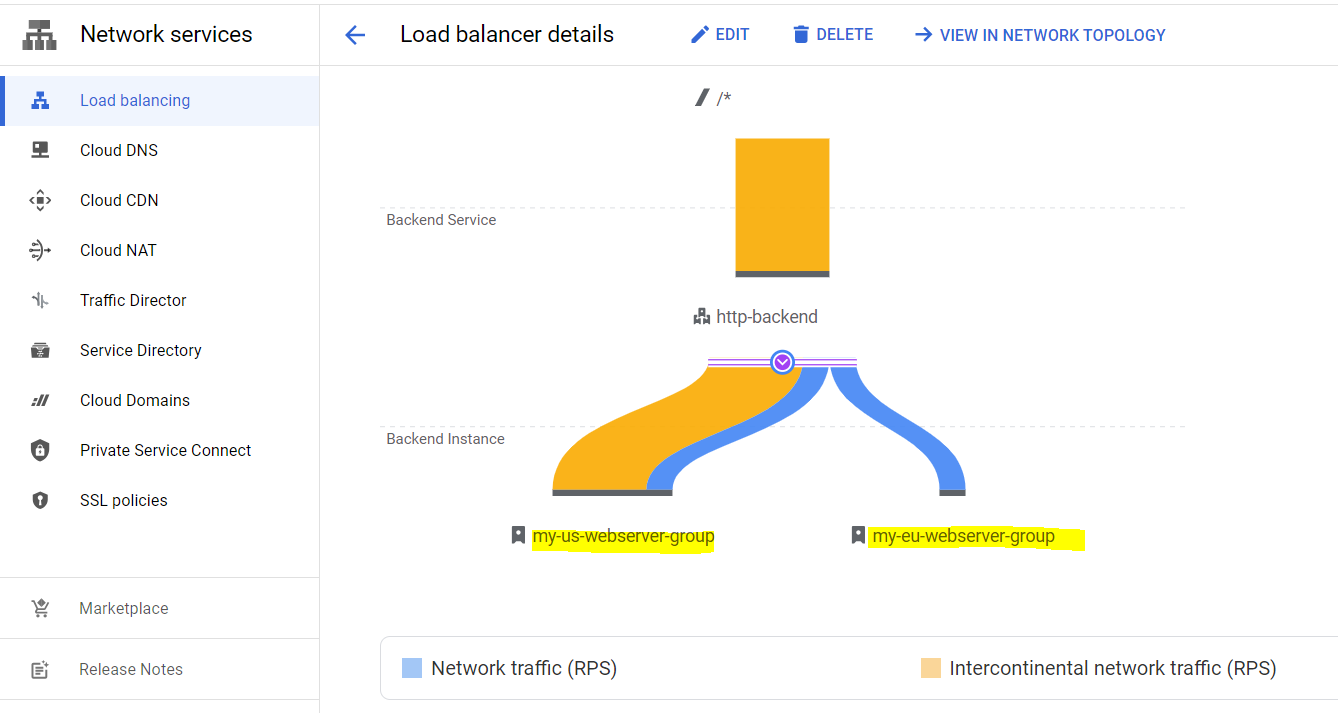 Network services
Load balancer details
EDIT
DELETE
VIEW IN NETWORK TOPOLOGY
Load balancing
Cloud DNS
Cloud CDN
Cloud NAT
Traffic Director
Service Directory
Cloud Domains
Private Service Connect
SSL policies
Marketplace
Release Notes
/*
Backend Service
http-backend
Backend Instance
my-us-webserver-group
my-eu-webserver-group
Network traffic (RPS)
Intercontinental network traffic (RPS)